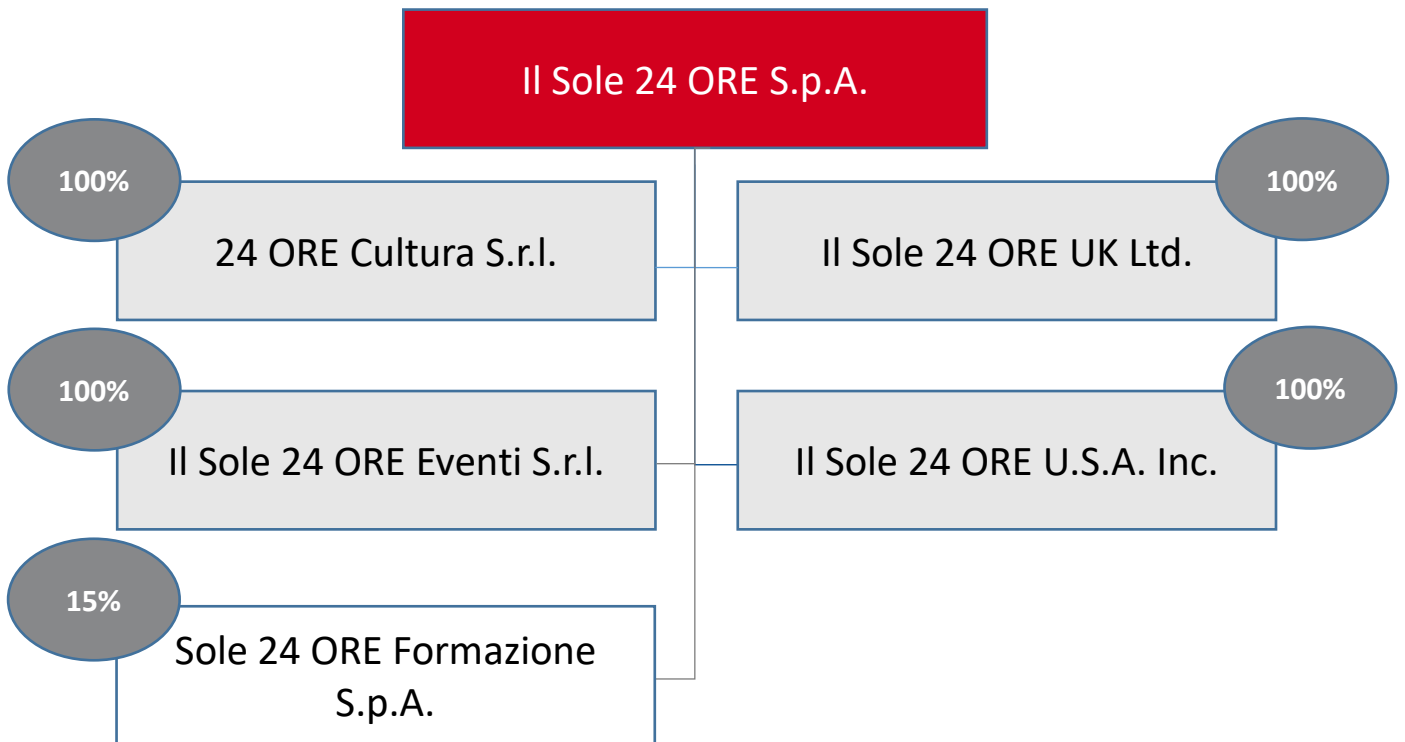 Il Sole 24 ORE S.p.A.
100%
24 ORE Cultura S.r.l.
100%
Il Sole 24 ORE UK Ltd.
100%
Il Sole 24 ORE Eventi S.r.l.
100%
Il Sole 24 ORE U.S.A. Inc.
15%
Sole 24 ORE Formazione
S.p.A.